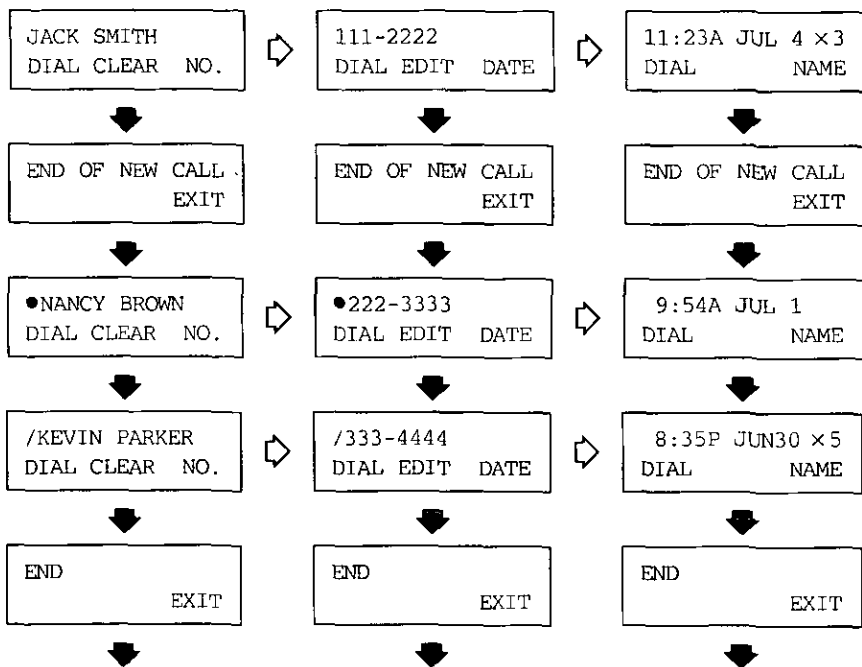 JACK SMITH
DIAL CLEAR NO.
111-2222
DIAL EDIT DATE
11:23A JUL 4 ×3
DIAL NAME
END OF NEW CALL
EXIT
END OF NEW CALL
EXIT
END OF NEW CALL
EXIT
●NANCY BROWN
DIAL CLEAR NO.
●222-3333
DIAL EDIT DATE
9:54A JUL 1
DIAL NAME
/KEVIN PARKER
DIAL CLEAR NO.
/333-4444
DIAL EDIT DATE
8:35P JUN30 ×5
DIAL NAME
END
EXIT
END
EXIT
END
EXIT